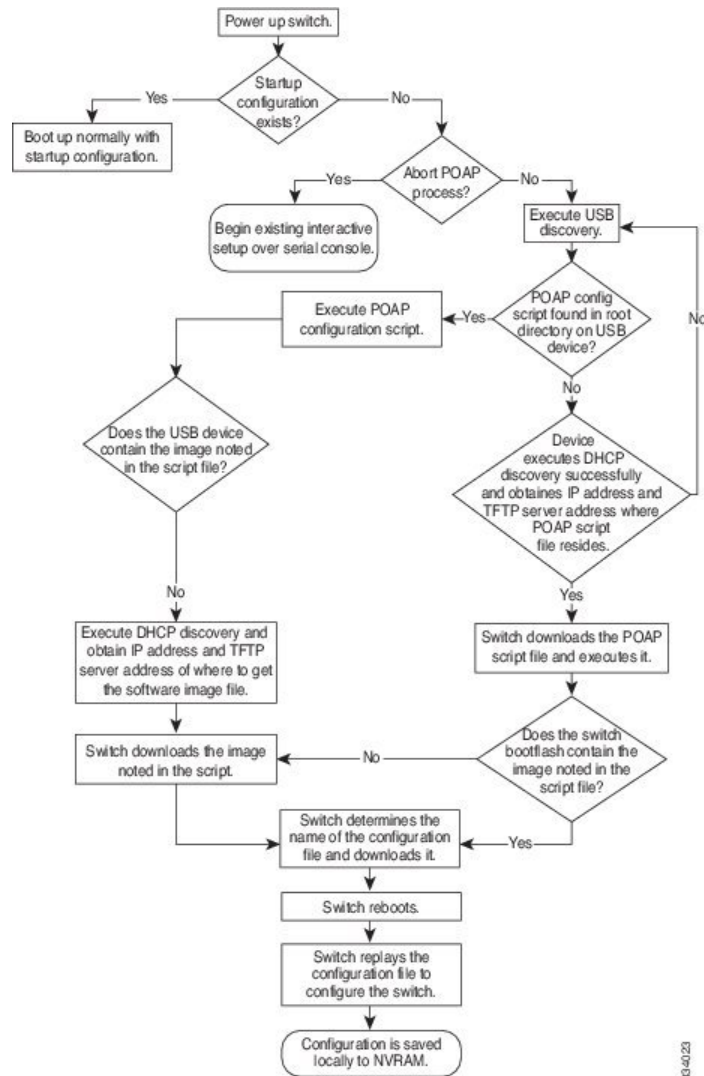 Power up switch.
Startup
configuration
exists?
Yes
No
Boot up normally with
startup configuration.
Abort POAP
process?
Yes
No
Begin existing interactive
setup over serial console.
Execute USB
discovery.
POAP config
script found in root
directory on USB
device?
Yes
No
No
Execute POAP
configuration script.
Does the USB device
contain the image noted
in the script file?
Device
executes DHCP
discovery successfully
and obtaines IP address and
TFTP server address where
POAP script
file resides.
No
Yes
Execute DHCP discovery and
obtain IP address and TFTP
server address of where to get
the software image file.
Switch downloads the POAP
script file and executes it.
Switch downloads the image
noted in the script.
No
Does the switch
bootflash contain the
image noted in the
script file?
Yes
Switch determines the
name of the configuration
file and downloads it.
Switch reboots.
Switch replays the
configuration file to
configure the switch.
Configuration is saved
locally to NVRAM.